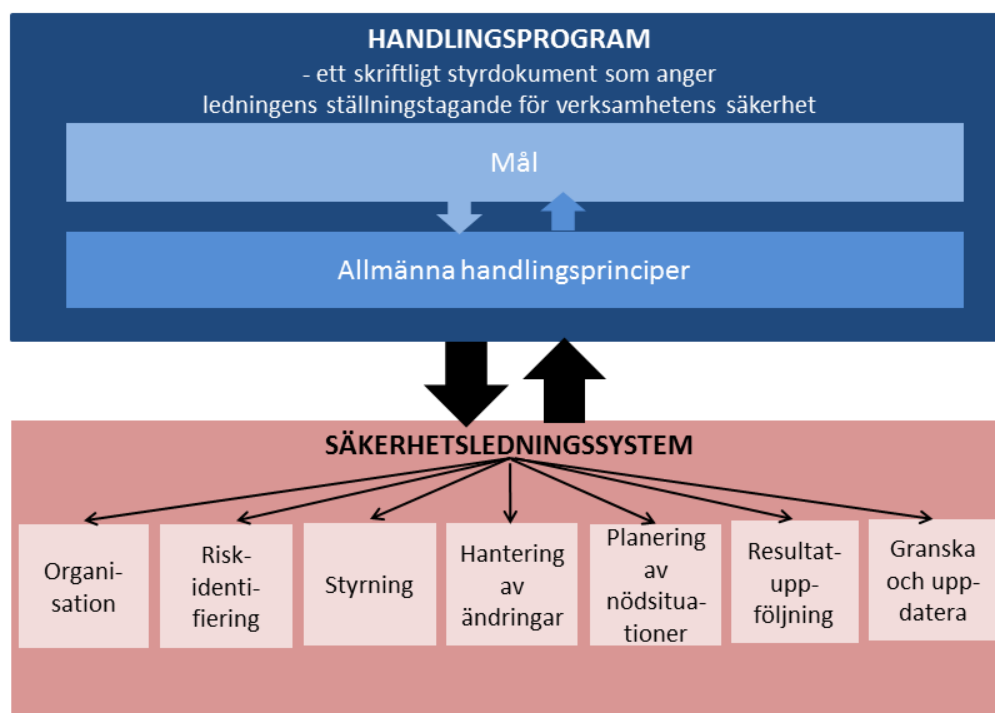 HANDLINGSPROGRAM
- ett skriftligt styrdokument som anger
ledningens ställningstagande för verksamhetens säkerhet
Mål
Allmänna handlingsprinciper
SÄKERHETSLEDNINGSSYSTEM
Organi-
sation
Risk-
identi-
fiering
Styrning
Hantering
av
ändringar
Planering
av
nödsitua-
tioner
Resultat-
upp-
följning
Granska
och upp-
datera